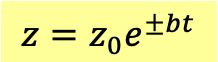 z = z₀e^{±bt}